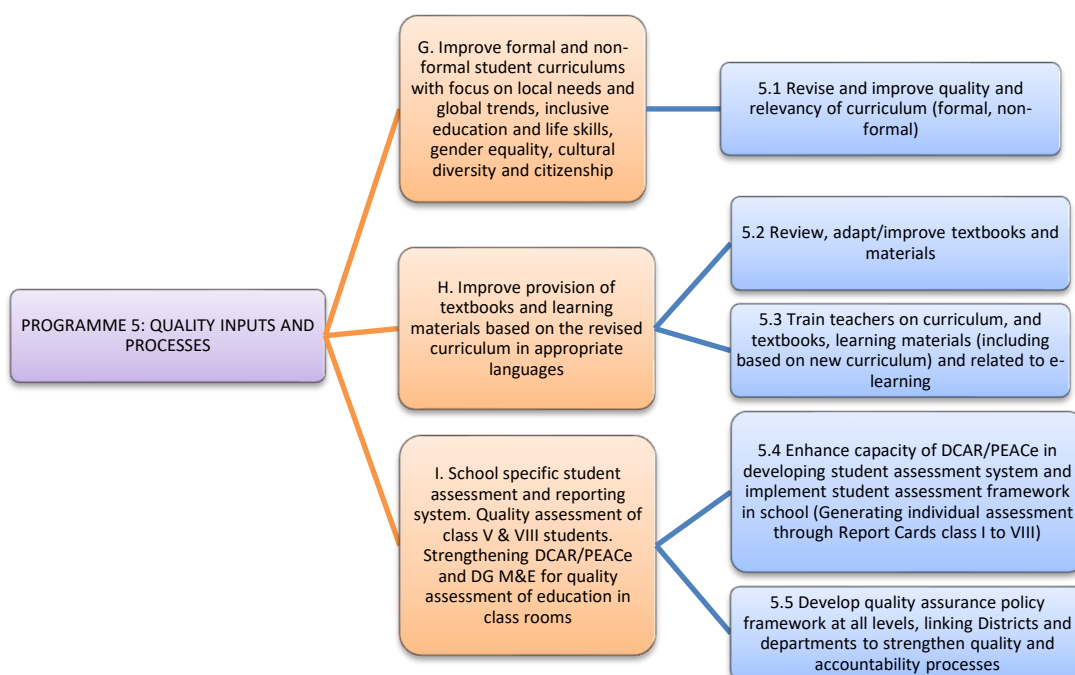 PROGRAMME 5: QUALITY INPUTS AND
PROCESSES
G. Improve formal and non-
formal student curriculums
with focus on local needs and
global trends, inclusive
education and life skills,
gender equality, cultural
diversity and citizenship
5.1 Revise and improve quality and
relevancy of curriculum (formal, non-
formal)
H. Improve provision of
textbooks and learning
materials based on the revised
curriculum in appropriate
languages
5.2 Review, adapt/improve textbooks and
materials
5.3 Train teachers on curriculum, and
textbooks, learning materials (including
based on new curriculum) and related to e-
learning
I. School specific student
assessment and reporting
system. Quality assessment of
class V & VIII students.
Strengthening DCAR/PEACe
and DG M&E for quality
assessment of education in
class rooms
5.4 Enhance capacity of DCAR/PEACe in
developing student assessment system and
implement student assessment framework
in school (Generating individual assessment
through Report Cards class I to VIII)
5.5 Develop quality assurance policy
framework at all levels, linking Districts and
departments to strengthen quality and
accountability processes